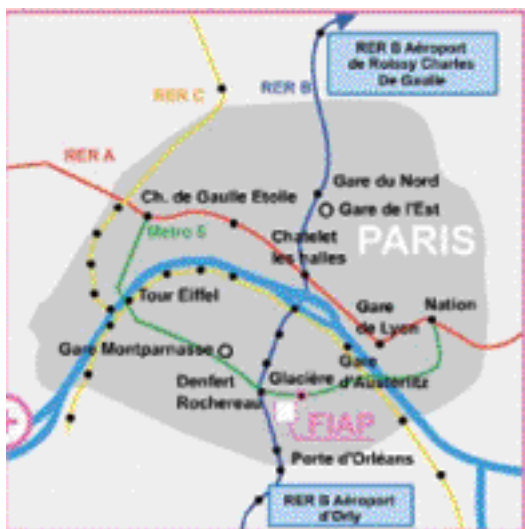 RER B Aéroport
de Roissy Charles
De Gaulle
RER C
RER B
RER A
Gare du Nord
Ch. de Gaulle Etoile
Gare de l'Est
Metro 6
PARIS
Chatelet
les halles
Tour Eiffel
Gare
de Lyon
Nation
Gare Montparnasse
Gare
d'Austerlitz
Denfert
Rochereau
Glacière
FIAP
Porte d'Orléans
RER B Aéroport
d'Orly